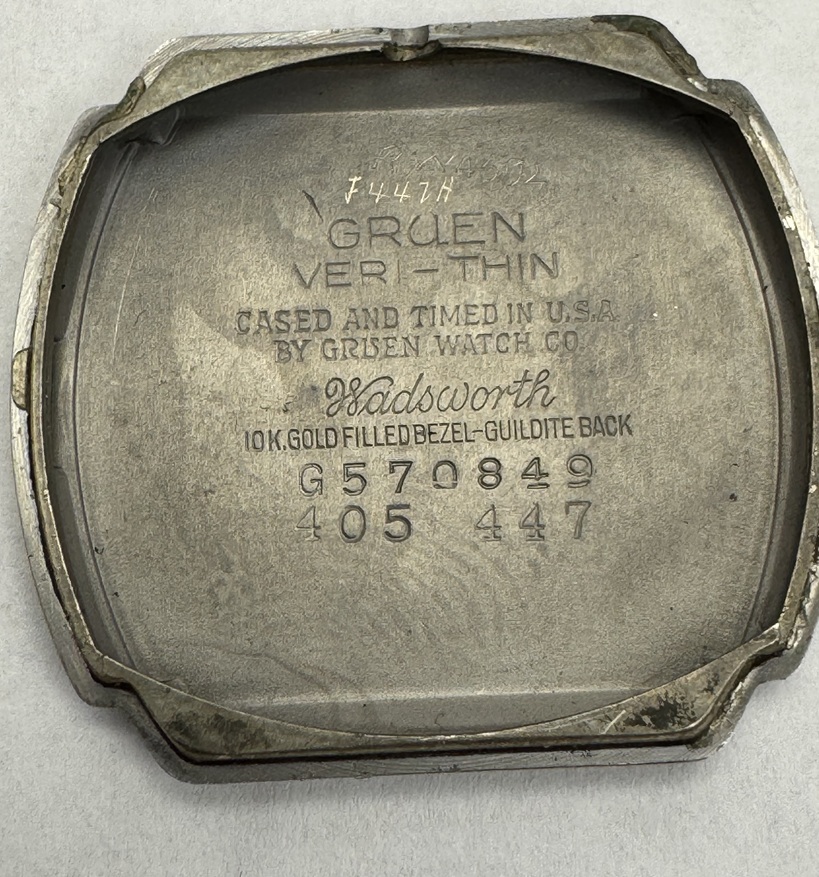 J447H
GRUEN
VERI-THIN
CASED AND TIMED IN U.S.A
BY GRUEN WATCH CO
Wadsworth
10K.GOLD FILLED BEZEL-GUILDITE BACK
G570849
405 447